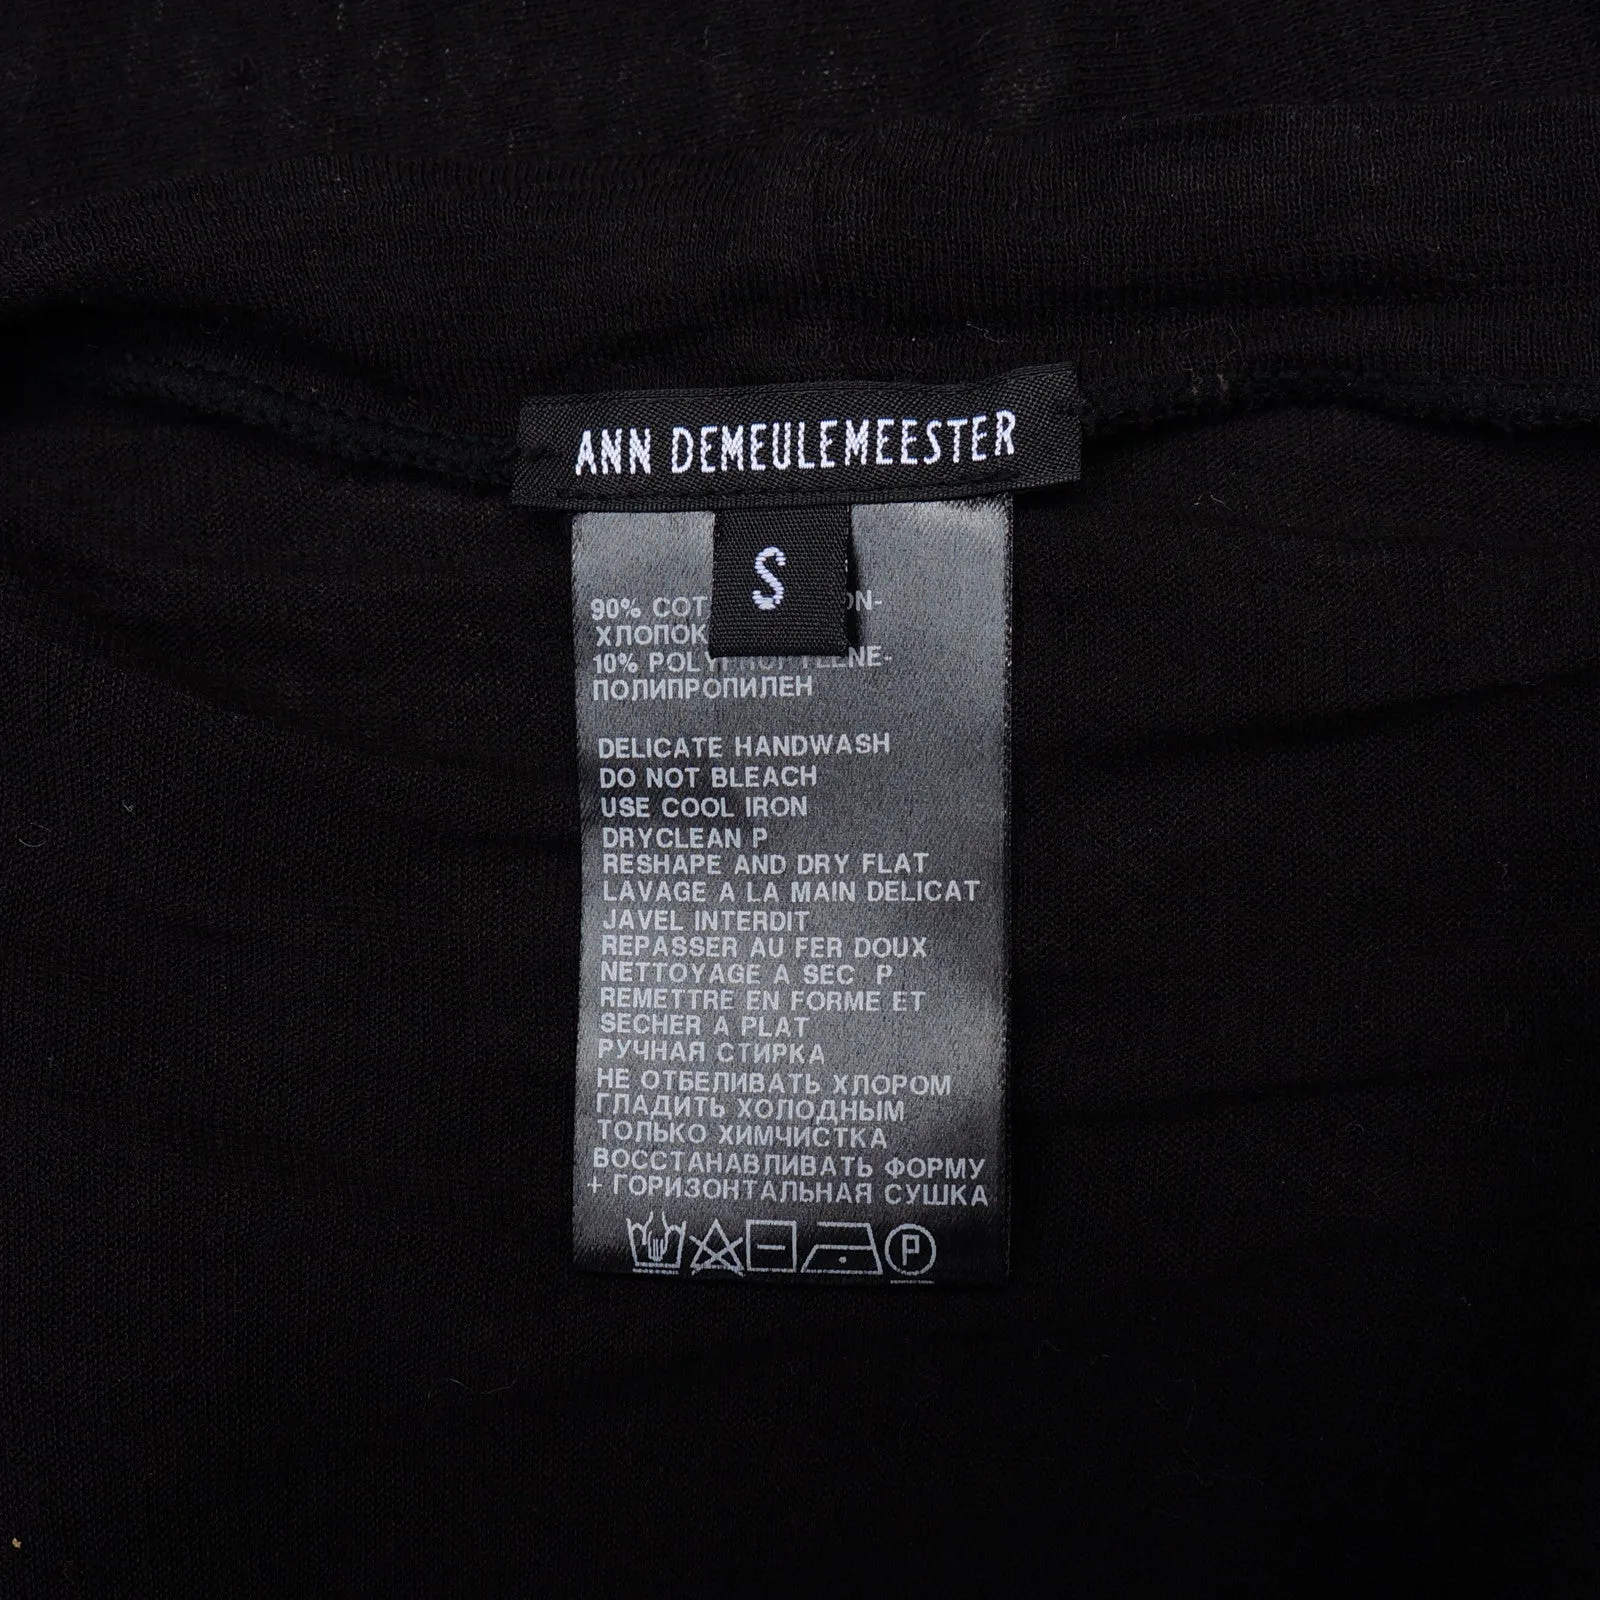 ANN DEMEULEMEESTER
S
90% COT ON-
ХЛОПОК
10% POLYPROPYLENE-
ПОЛИПРОПИЛЕН
DELICATE HANDWASH
DO NOT BLEACH
USE COOL IRON
DRYCLEAN P
RESHAPE AND DRY FLAT
LAVAGE A LA MAIN DELICAT
JAVEL INTERDIT
REPASSER AU FER DOUX
NETTOYAGE A SEC P
REMETTRE EN FORME ET
SECHER A PLAT
РУЧНАЯ СТИРКА
НЕ ОТБЕЛИВАТЬ ХЛОРОМ
ГЛАДИТЬ ХОЛОДНЫМ
ТОЛЬКО ХИМЧИСТКА
ВОССТАНАВЛИВАТЬ ФОРМУ
+ ГОРИЗОНТАЛЬНАЯ СУШКА
P